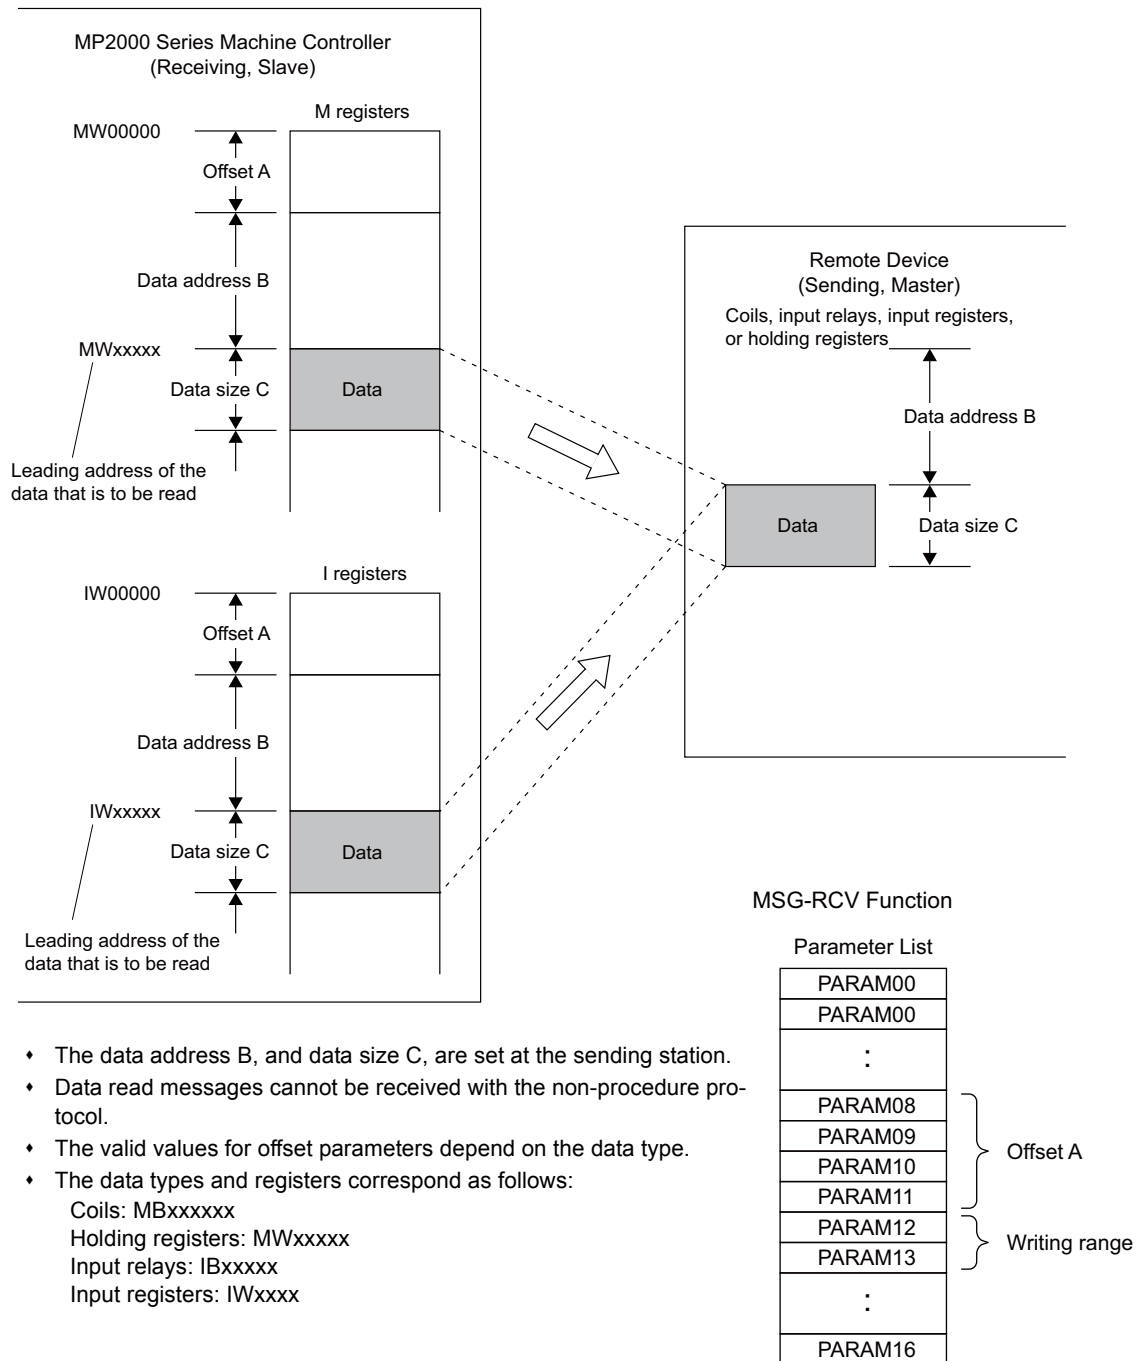 MP2000 Series Machine Controller
(Receiving, Slave)
M registers
MW00000
Offset A
Data address B
MWxxxxx
Data size C
Data
Leading address of the
data that is to be read
I registers
IW00000
Offset A
Data address B
IWxxxxx
Data size C
Data
Leading address of the
data that is to be read
Remote Device
(Sending, Master)
Coils, input relays, input registers,
or holding registers
Data address B
Data
Data size C
MSG-RCV Function
Parameter List
PARAM00
PARAM00
:
PARAM08
PARAM09
PARAM10
PARAM11
Offset A
PARAM12
PARAM13
Writing range
:
PARAM16
♦ The data address B, and data size C, are set at the sending station.
♦ Data read messages cannot be received with the non-procedure pro-
tocol.
♦ The valid values for offset parameters depend on the data type.
♦ The data types and registers correspond as follows:
Coils: MBxxxxxx
Holding registers: MWxxxxx
Input relays: IBxxxxx
Input registers: IWxxxx